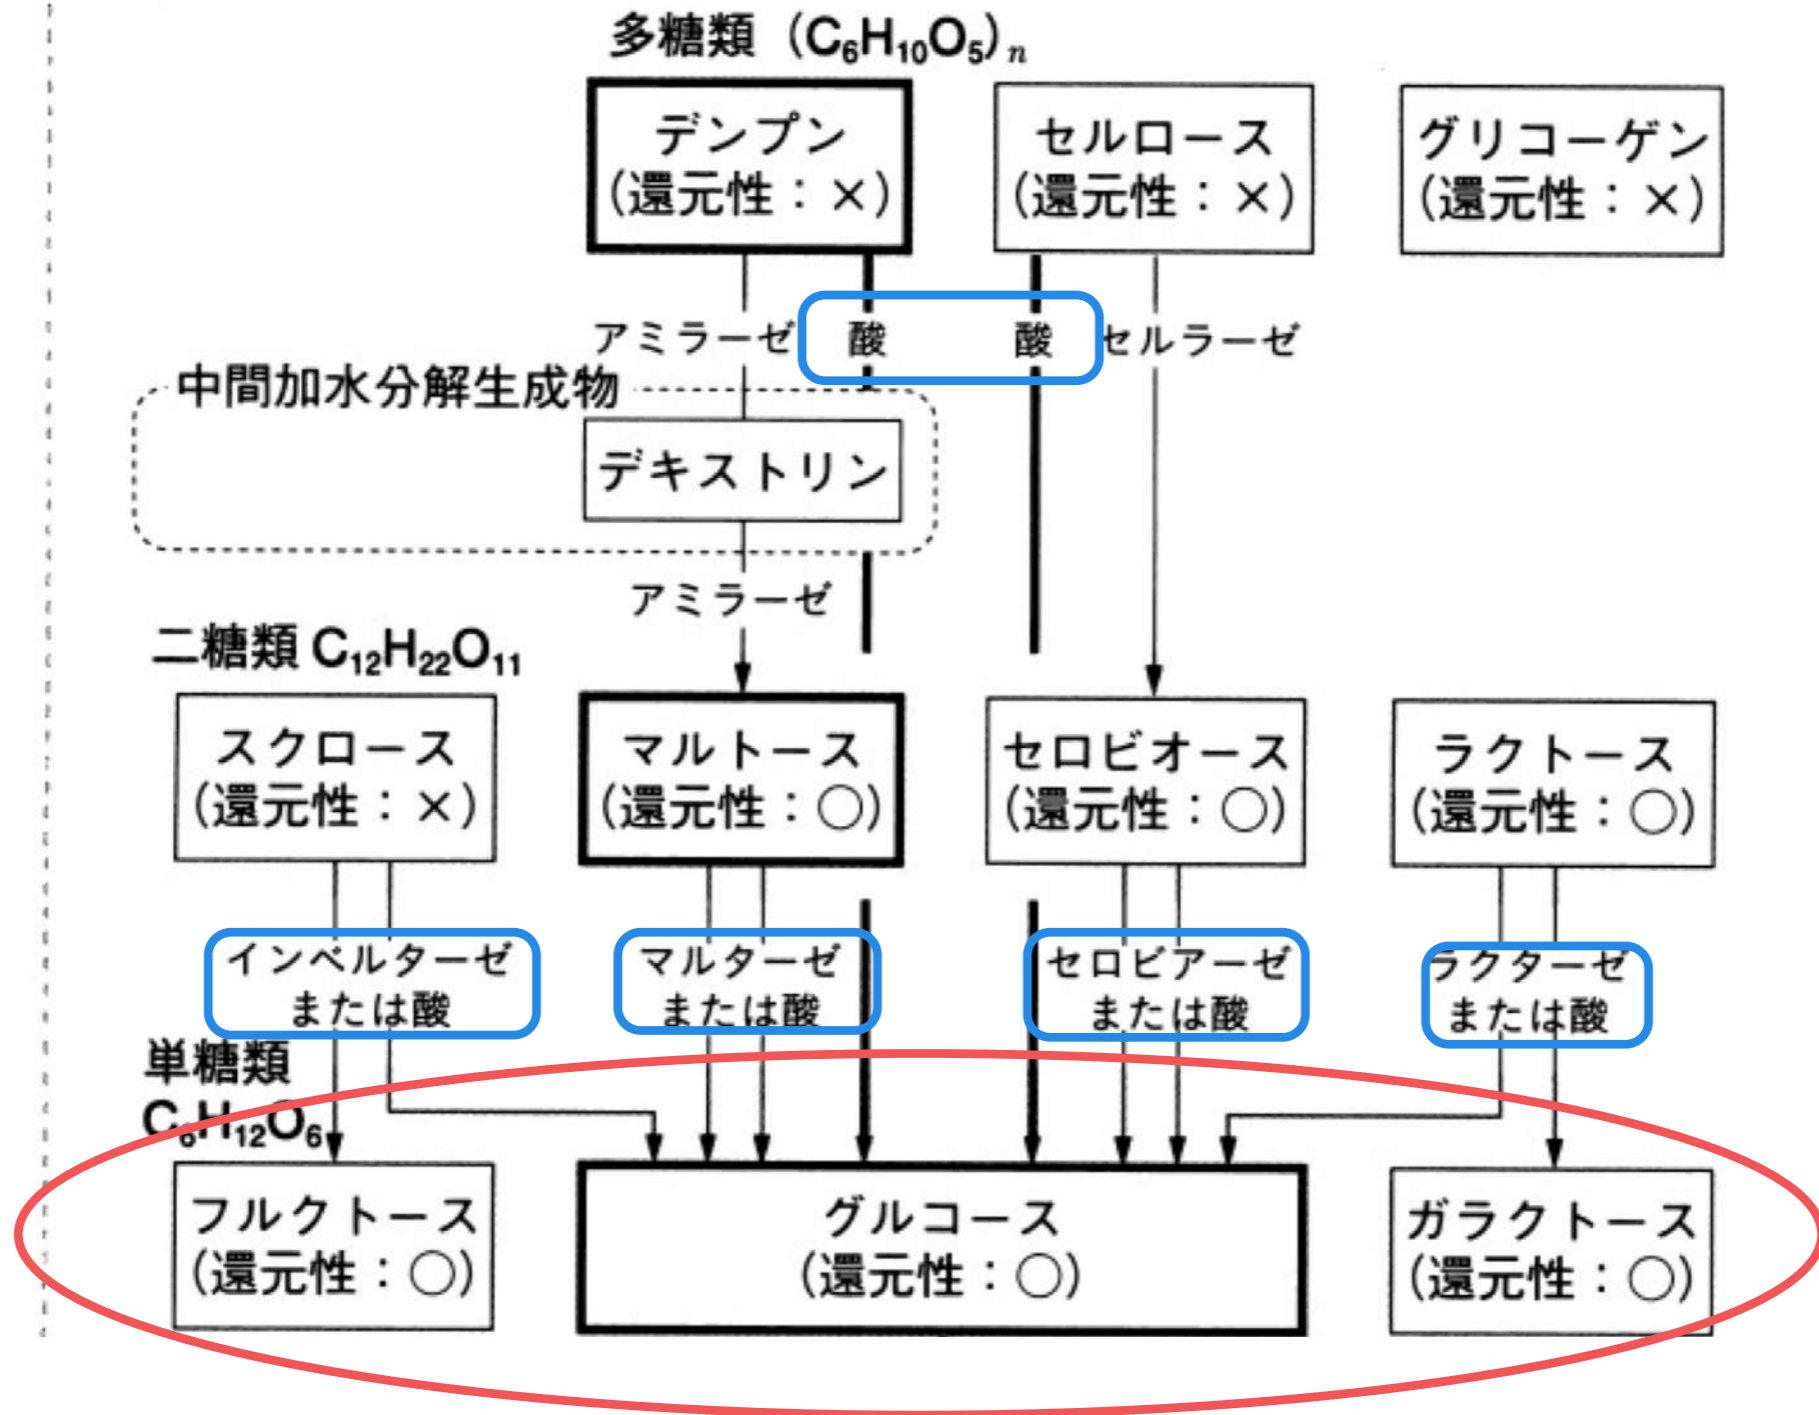 多糖類 (C₆H₁₀O₅)ₙ
デンプン
(還元性：×)
セルロース
(還元性：×)
グリコーゲン
(還元性：×)
アミラーゼ
酸
酸
セルラーゼ
中間加水分解生成物
デキストリン
アミラーゼ
二糖類 C₁₂H₂₂O₁₁
スクロース
(還元性：×)
マルトース
(還元性：○)
セロビオース
(還元性：○)
ラクトース
(還元性：○)
インベルターゼ
または酸
マルターゼ
または酸
セロビアーゼ
または酸
ラクターゼ
または酸
単糖類
C₆H₁₂O₆
フルクトース
(還元性：○)
グルコース
(還元性：○)
ガラクトース
(還元性：○)